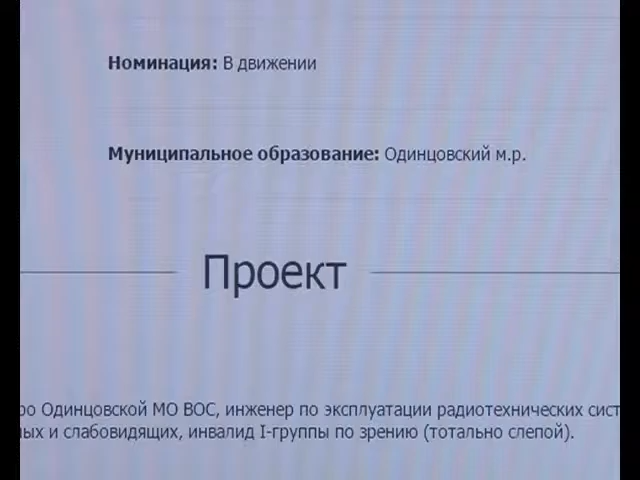 Номинация: В движении
Муниципальное образование: Одинцовский м.р.
Проект
Одинцовской МО ВОС, инженер по эксплуатации радиотехнических
и слабовидящих, инвалид I-группы по зрению (тотально слепой).